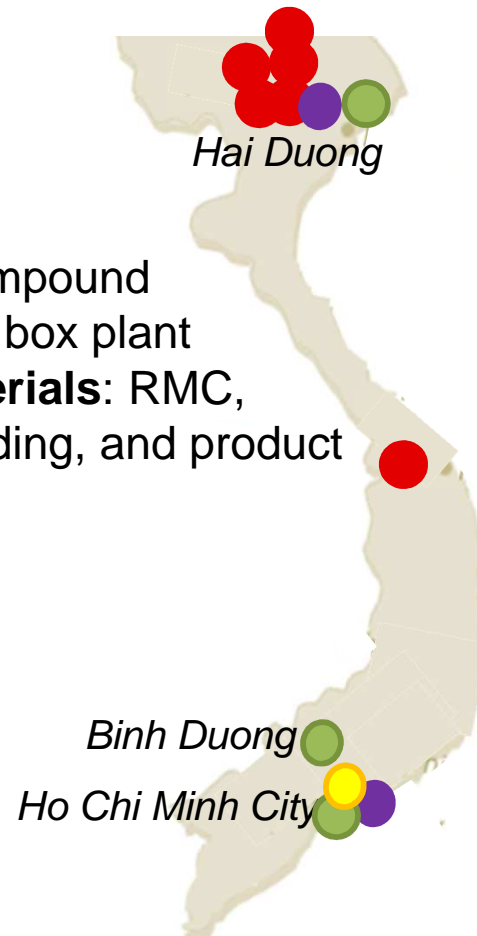 Hai Duong
mpound
box plant
erials: RMC,
ding, and product
Binh Duong
Ho Chi Minh City